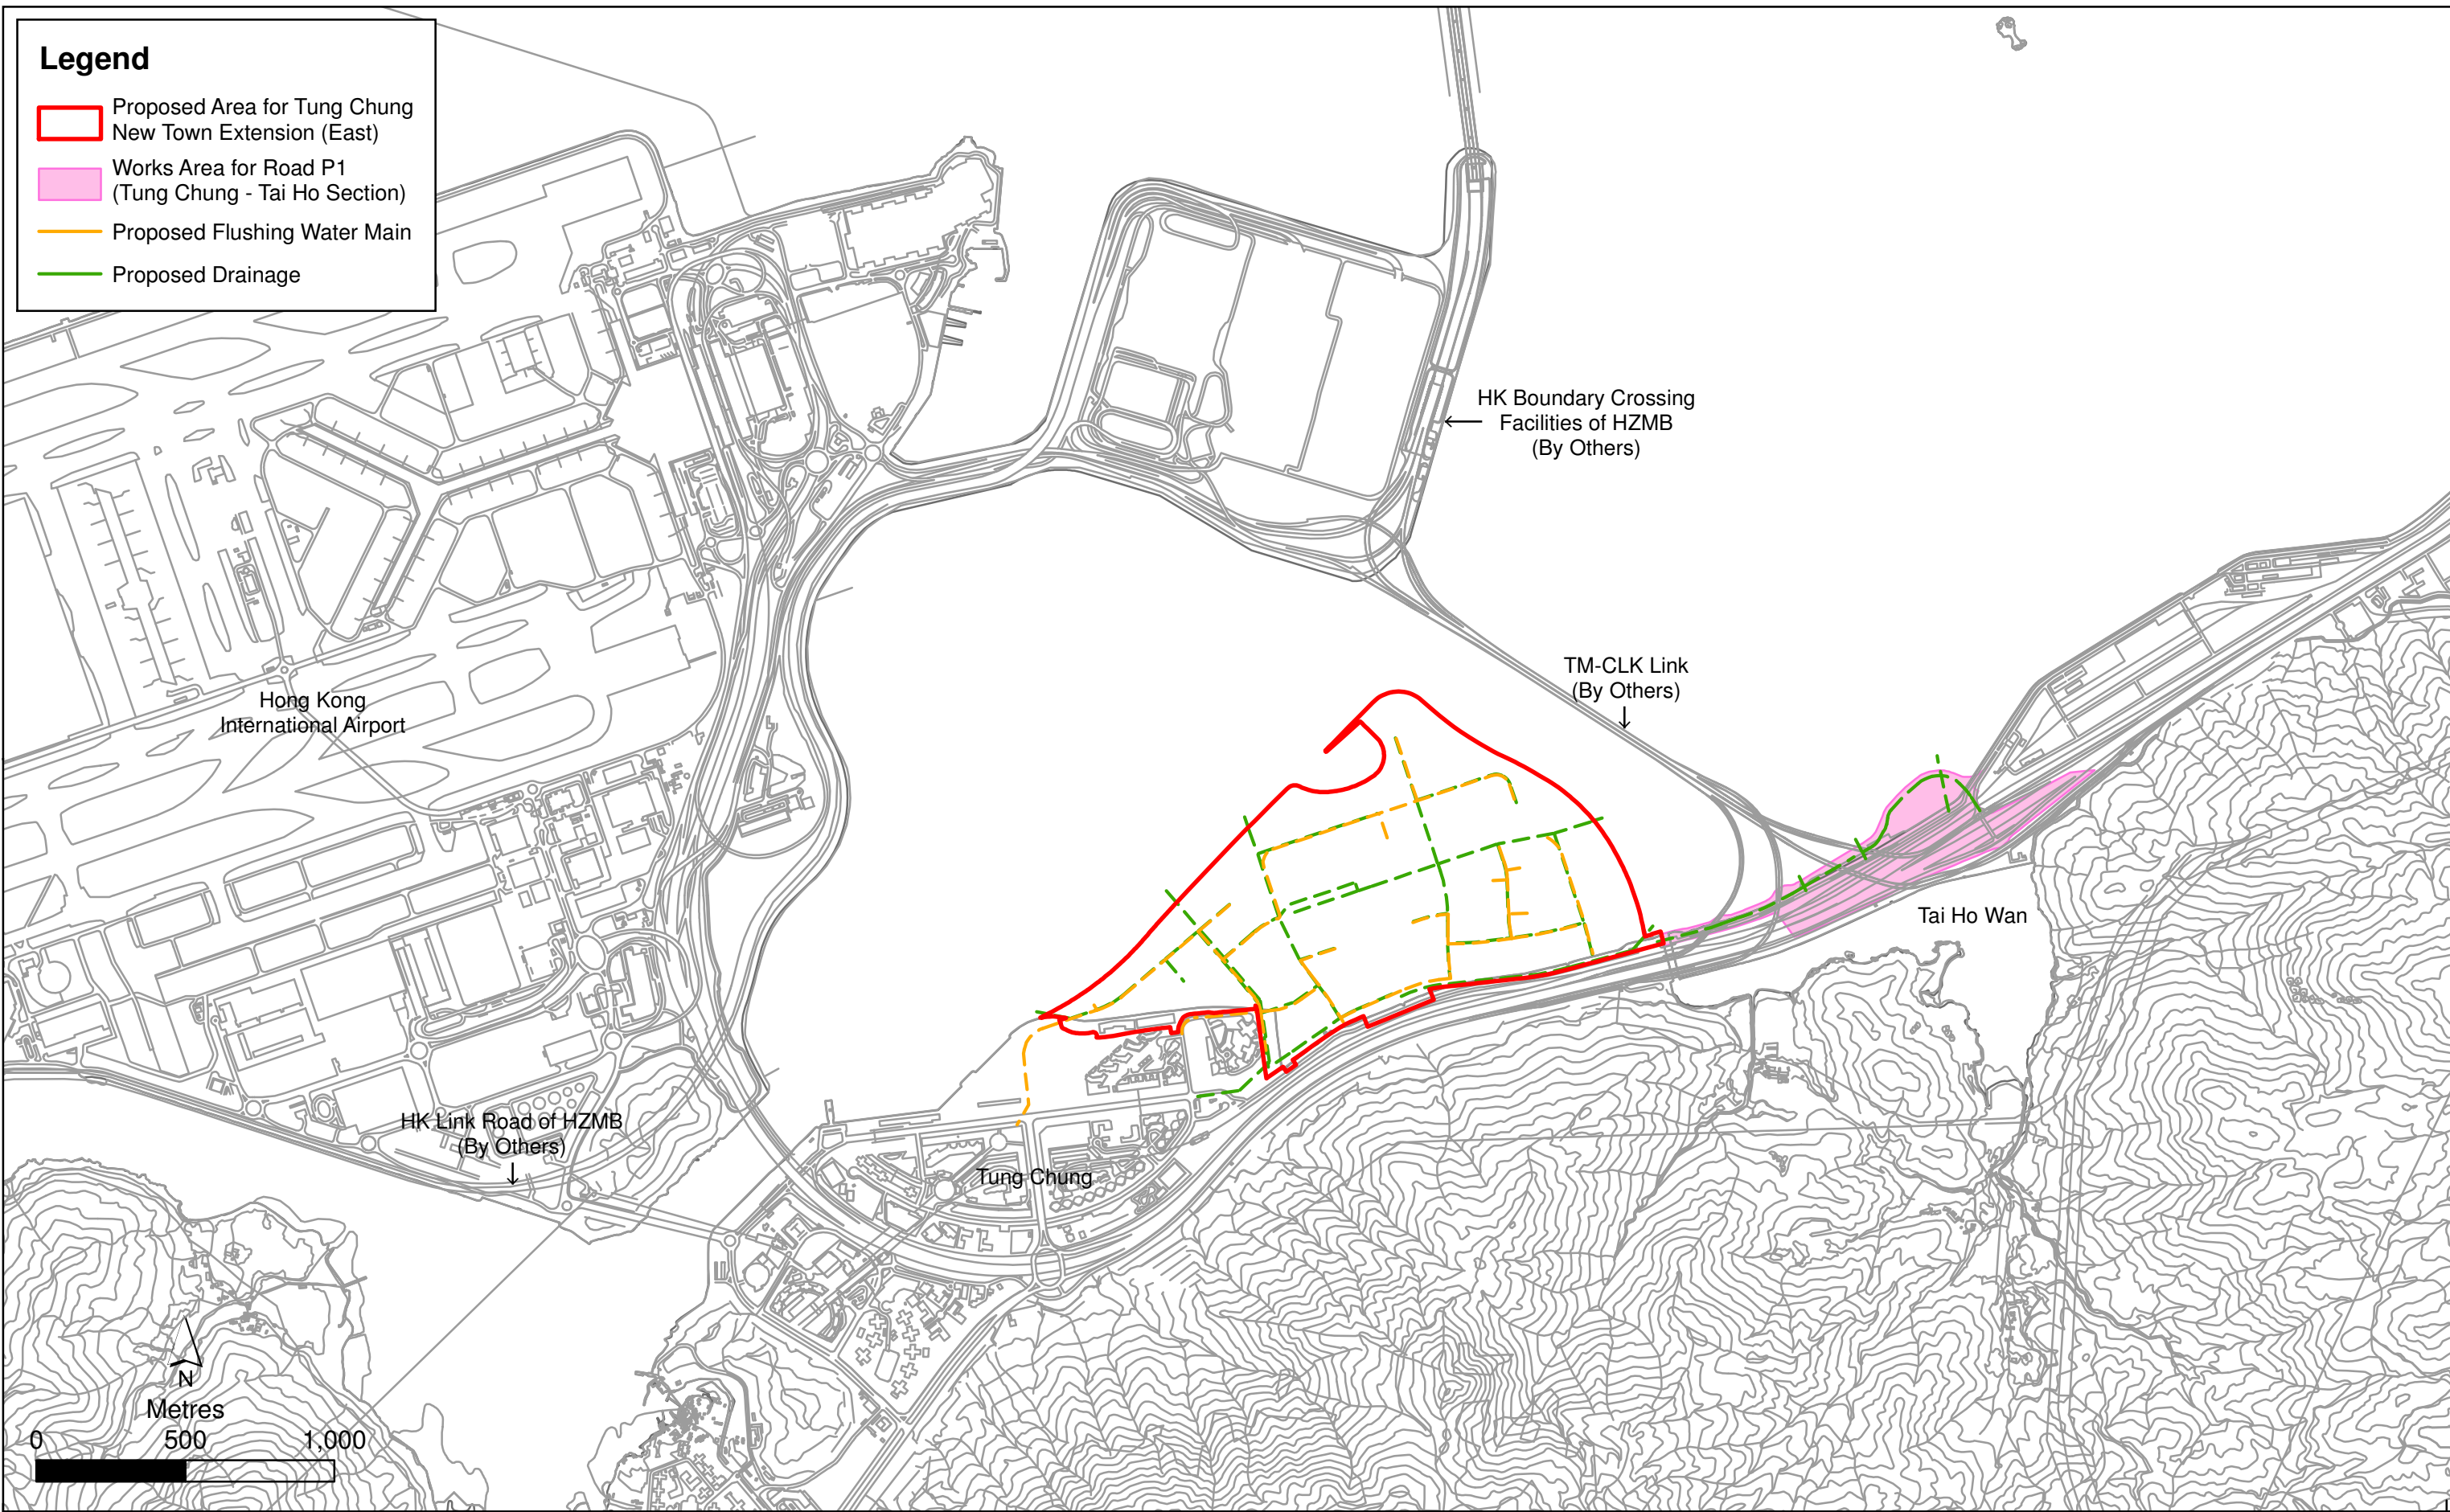 Legend
Proposed Area for Tung Chung
New Town Extension (East)
Works Area for Road P1
(Tung Chung - Tai Ho Section)
Proposed Flushing Water Main
Proposed Drainage
HK Boundary Crossing
Facilities of HZMB
(By Others)
TM-CLK Link
(By Others)
Hong Kong
International Airport
Tai Ho Wan
HK Link Road of HZMB
(By Others)
Tung Chung
N
Metres
0 500 1,000